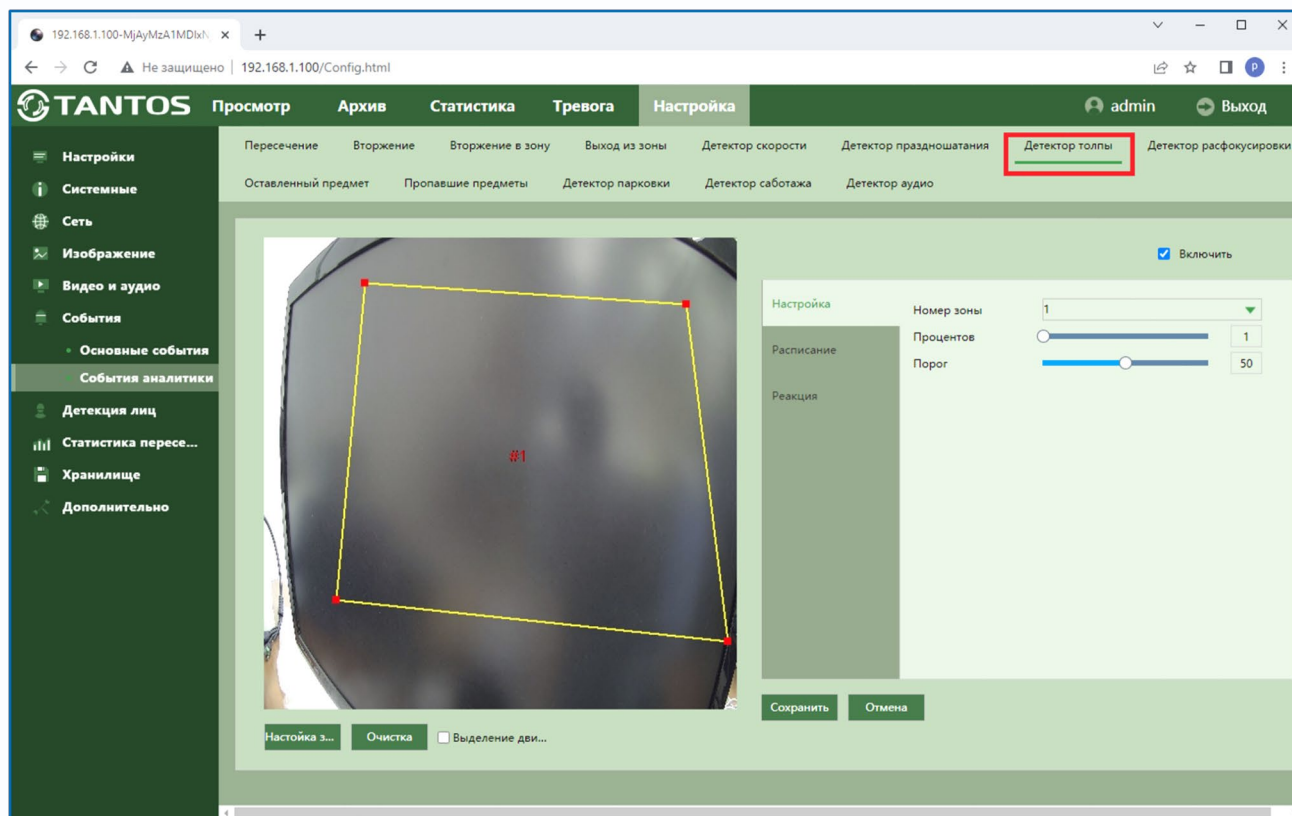 192.168.1.100-MjAyMzA1MDIxN
Не защищено 192.168.1.100/Config.html
TANTOS Просмотр Архив Статистика Тревога Настройка admin Выход
Пересечение Вторжение Вторжение в зону Выход из зоны Детектор скорости Детектор праздношатания Детектор толпы Детектор расфокусировки
Оставленный предмет Пропавшие предметы Детектор парковки Детектор саботажа Детектор аудио
Настройки
Системные
Сеть
Изображение
Видео и аудио
События
Основные события
События аналитики
Детекция лиц
Статистика пересе...
Хранилище
Дополнительно
#1
Включить
Настройка
Расписание
Реакция
Номер зоны 1
Процентов 1
Порог 50
Сохранить Отмена
Настойка з... Очистка Выделение дви...